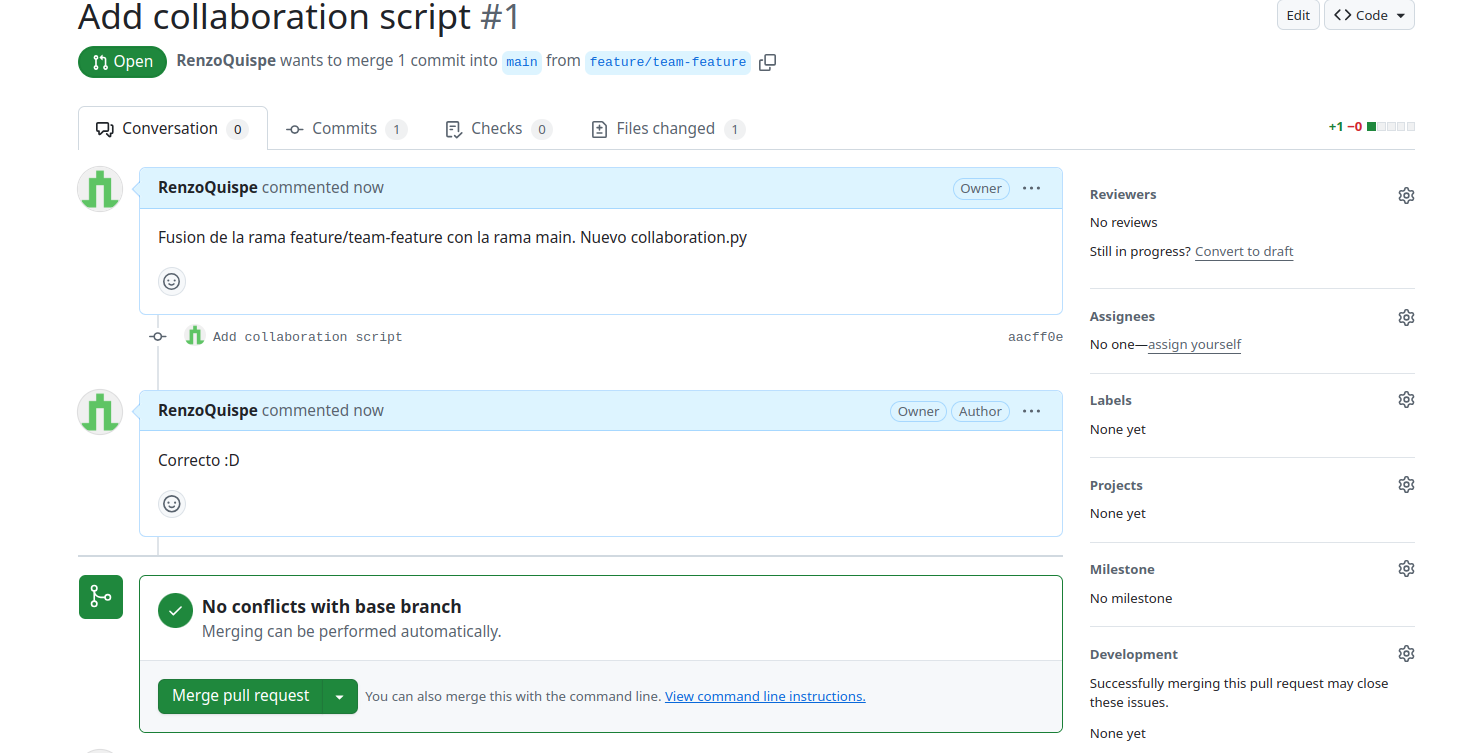 Add collaboration script #1
Edit
Code
Open
RenzoQuispe wants to merge 1 commit into main from feature/team-feature
Conversation 0
Commits 1
Checks 0
Files changed 1
+1 −0
RenzoQuispe commented now
Owner
Fusion de la rama feature/team-feature con la rama main. Nuevo collaboration.py
Add collaboration script
aacff0e
RenzoQuispe commented now
Owner
Author
Correcto :D
No conflicts with base branch
Merging can be performed automatically.
Merge pull request
You can also merge this with the command line. View command line instructions.
Reviewers
No reviews
Still in progress? Convert to draft
Assignees
No one—assign yourself
Labels
None yet
Projects
None yet
Milestone
No milestone
Development
Successfully merging this pull request may close
these issues.
None yet